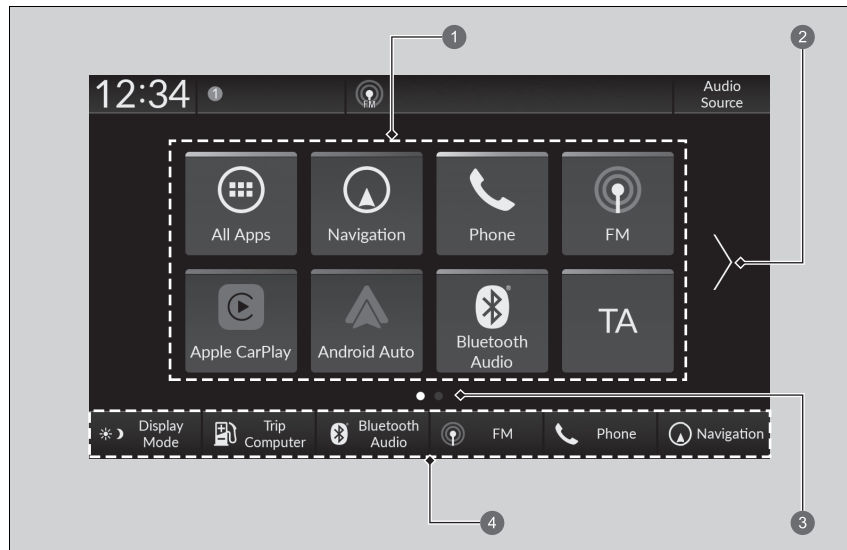 1
2
12:34
1
FM
Audio
Source
All Apps
Navigation
Phone
FM
Apple CarPlay
Android Auto
Bluetooth
Audio
TA
Display
Mode
Trip
Computer
Bluetooth
Audio
FM
Phone
Navigation
4
3